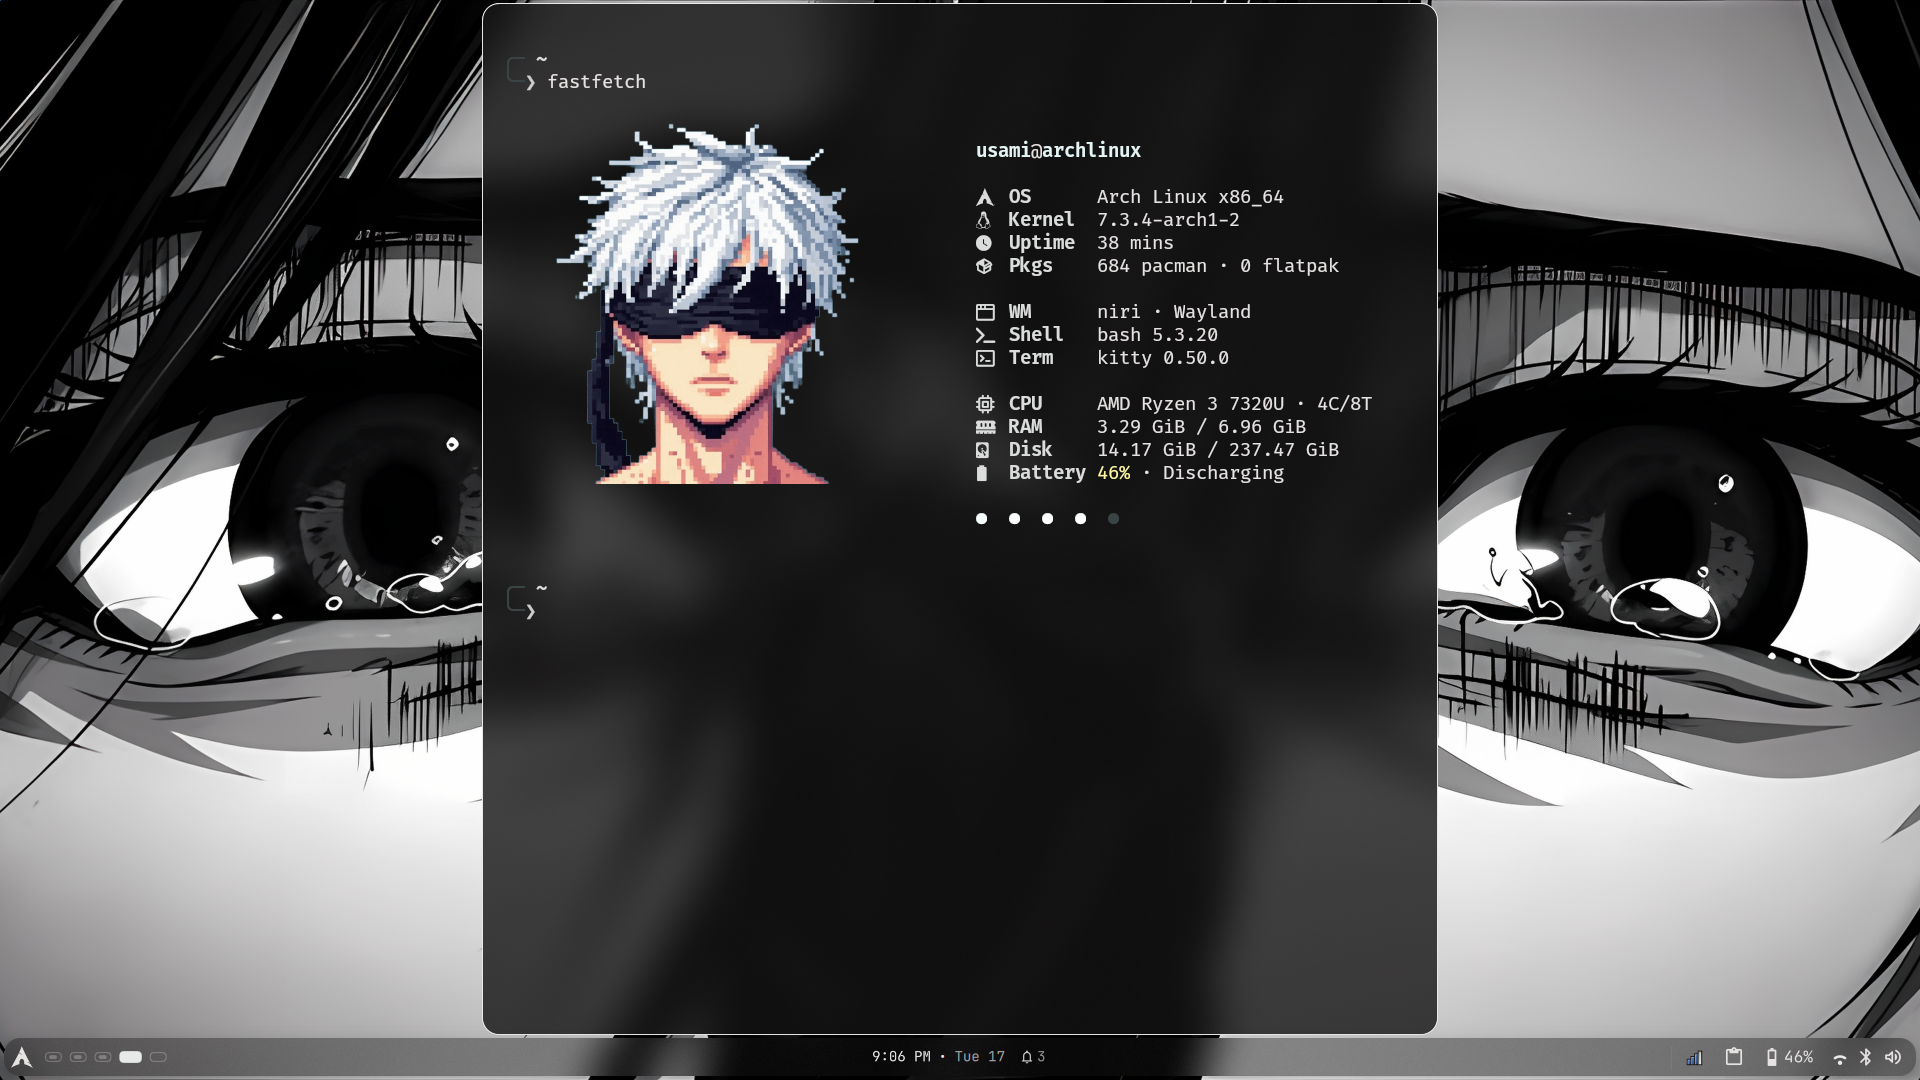 ~
❯ fastfetch
usami@archlinux
OS Arch Linux x86_64
Kernel 7.3.4-arch1-2
Uptime 38 mins
Pkgs 684 pacman · 0 flatpak
WM niri · Wayland
Shell bash 5.3.20
Term kitty 0.50.0
CPU AMD Ryzen 3 7320U · 4C/8T
RAM 3.29 GiB / 6.96 GiB
Disk 14.17 GiB / 237.47 GiB
Battery 46% · Discharging
~
❯
9:06 PM • Tue 17 3 46%